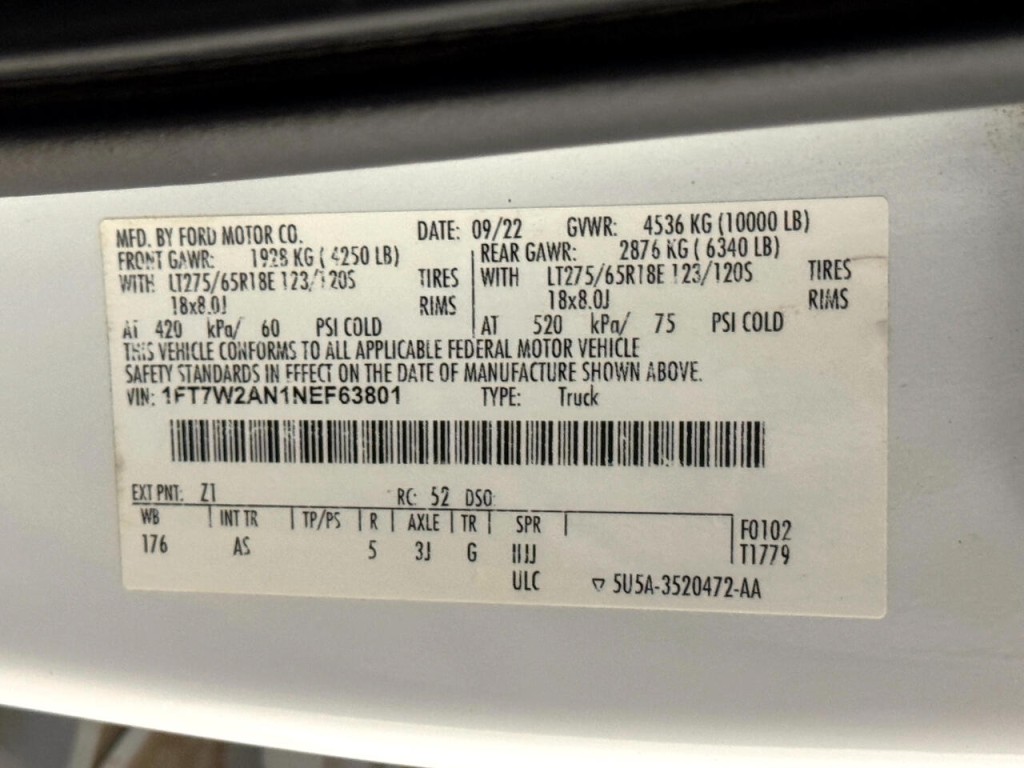 MFD. BY FORD MOTOR CO. DATE: 09/22 GVWR: 4536 KG (10000 LB)
FRONT GAWR: 1928 KG ( 4250 LB) REAR GAWR: 2876 KG ( 6340 LB)
WITH LT275/65R18E 123/120S TIRES WITH LT275/65R18E 123/120S TIRES
18x8.0J RIMS 18x8.0J RIMS
AT 420 kPa/ 60 PSI COLD AT 520 kPa/ 75 PSI COLD
THIS VEHICLE CONFORMS TO ALL APPLICABLE FEDERAL MOTOR VEHICLE
SAFETY STANDARDS IN EFFECT ON THE DATE OF MANUFACTURE SHOWN ABOVE.
VIN: 1FT7W2AN1NEF63801 TYPE: Truck
EXT PNT: Z1 RC: 52 DSO:
WB INT TR TP/PS R AXLE TR SPR F0102
176 AS 5 3J G IIJJ T1779
ULC 5U5A-3520472-AA